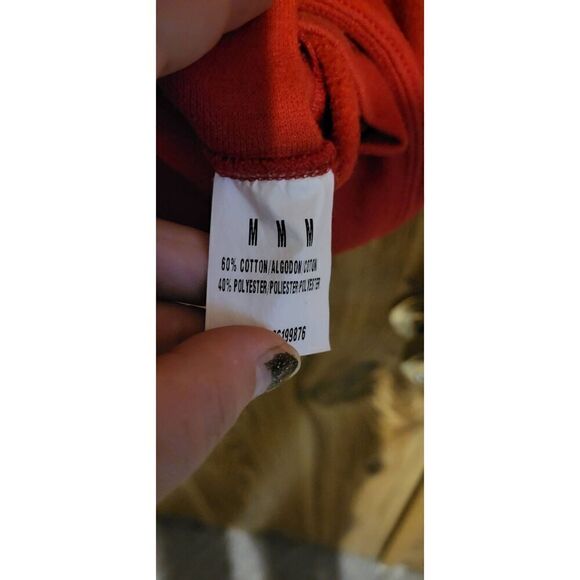 M M M
60% COTTON/ALGODON/COTON
40% POLYESTER/POLIESTER/POLYESTER